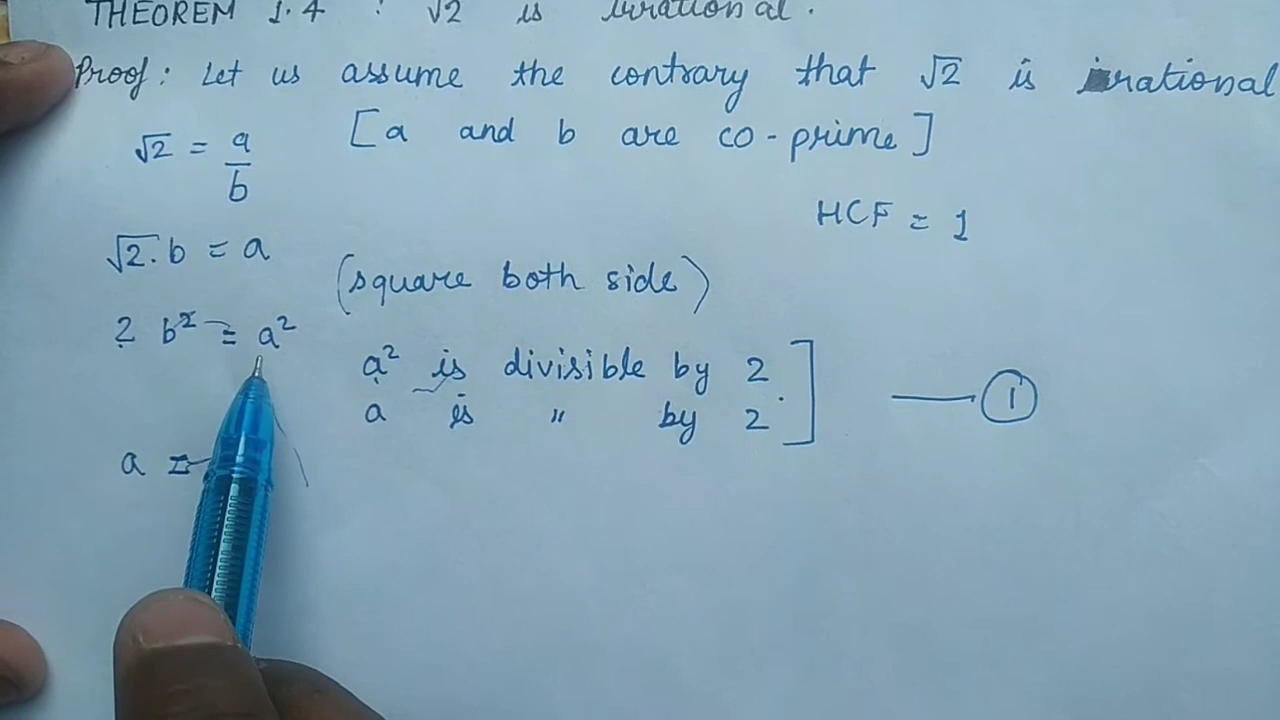 THEOREM 1.4 : √2 is irrational.
Proof : Let us assume the contrary that √2 is rational
√2 = a/b [a and b are co-prime]
HCF = 1
√2 . b = a
(square both side)
2 b² = a²
a² is divisible by 2
a is " by 2. ] —— ①
a =